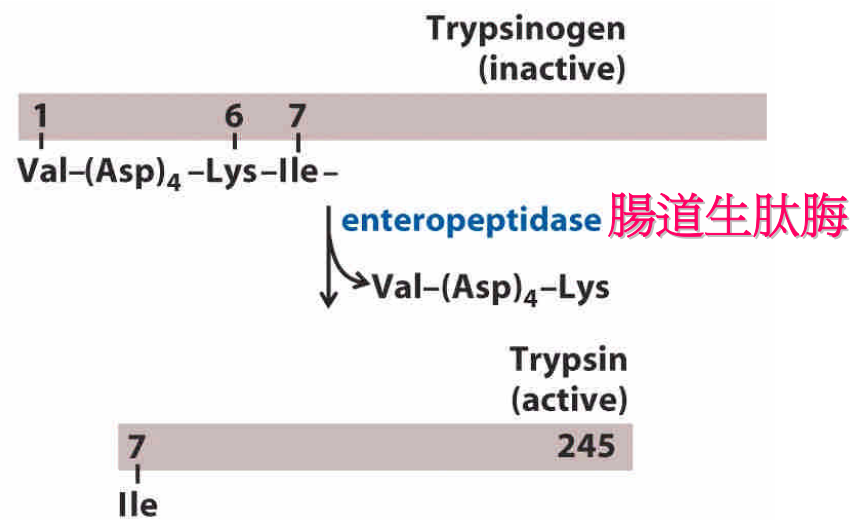 Trypsinogen
(inactive)
1 6 7
Val–(Asp)4 –Lys–Ile–
enteropeptidase 腸道生肽脢
Val–(Asp)4–Lys
Trypsin
(active)
7 245
Ile